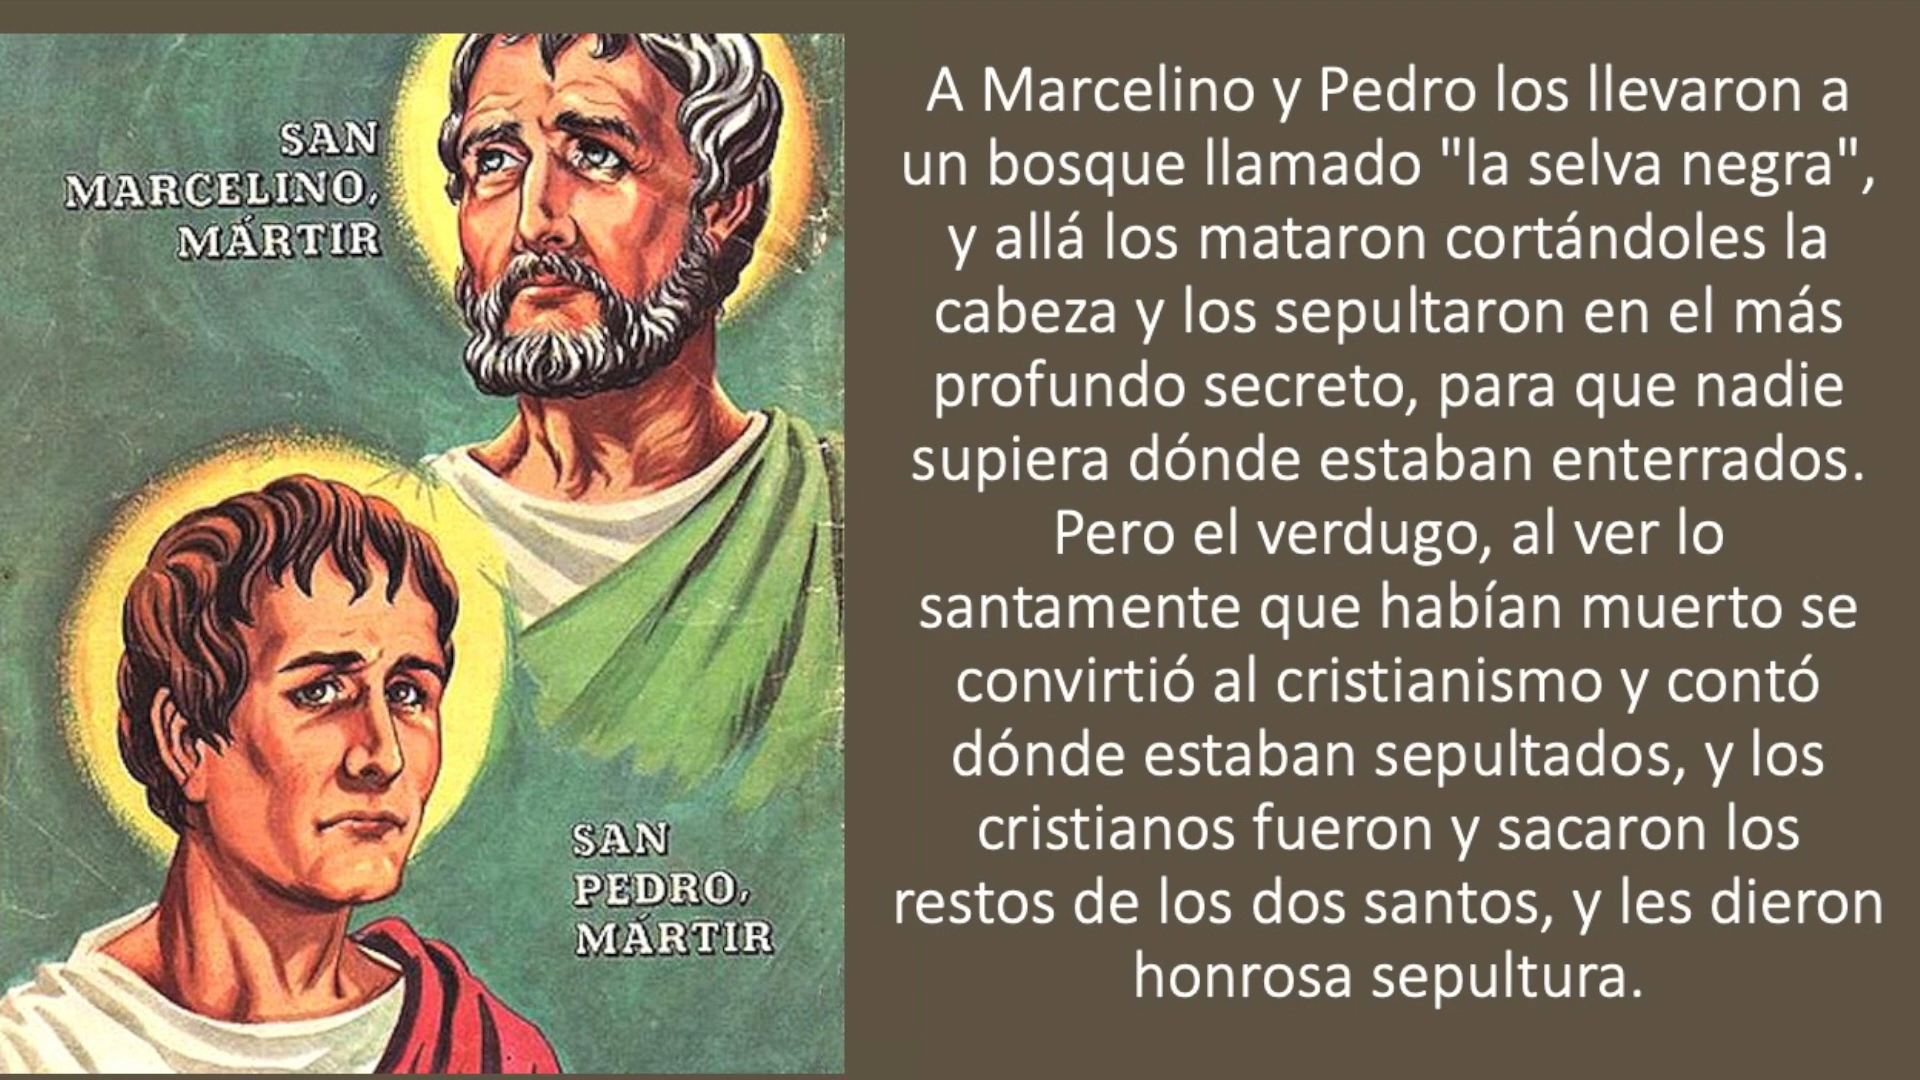 SAN
MARCELINO,
MÁRTIR
SAN
PEDRO,
MÁRTIR
A Marcelino y Pedro los llevaron a
un bosque llamado "la selva negra",
y allá los mataron cortándoles la
cabeza y los sepultaron en el más
profundo secreto, para que nadie
supiera dónde estaban enterrados.
Pero el verdugo, al ver lo
santamente que habían muerto se
convirtió al cristianismo y contó
dónde estaban sepultados, y los
cristianos fueron y sacaron los
restos de los dos santos, y les dieron
honrosa sepultura.